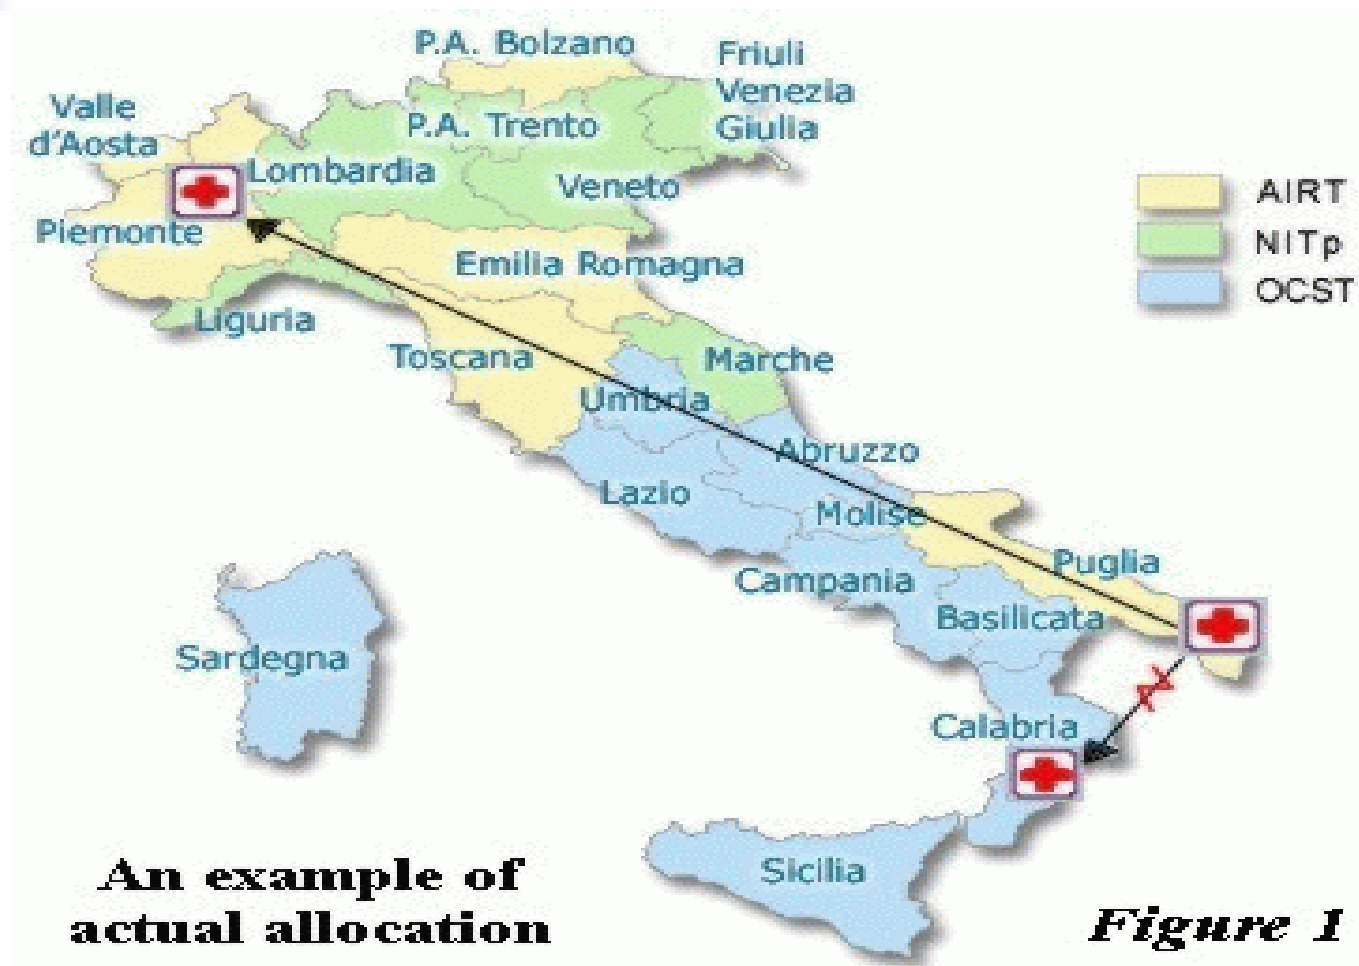 P.A. Bolzano
Friuli
Venezia
Giulia
Valle
d'Aosta
P.A. Trento
Lombardia
Veneto
Piemonte
Emilia Romagna
Liguria
Toscana
Marche
Umbria
Abruzzo
Lazio
Molise
Puglia
Campania
Basilicata
Sardegna
Calabria
Sicilia
AIRT
NITp
OCST
An example of
actual allocation
Figure 1